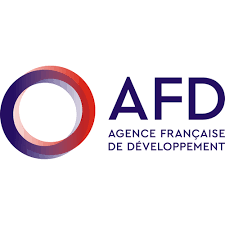 AFD
AGENCE FRANÇAISE
DE DÉVELOPPEMENT